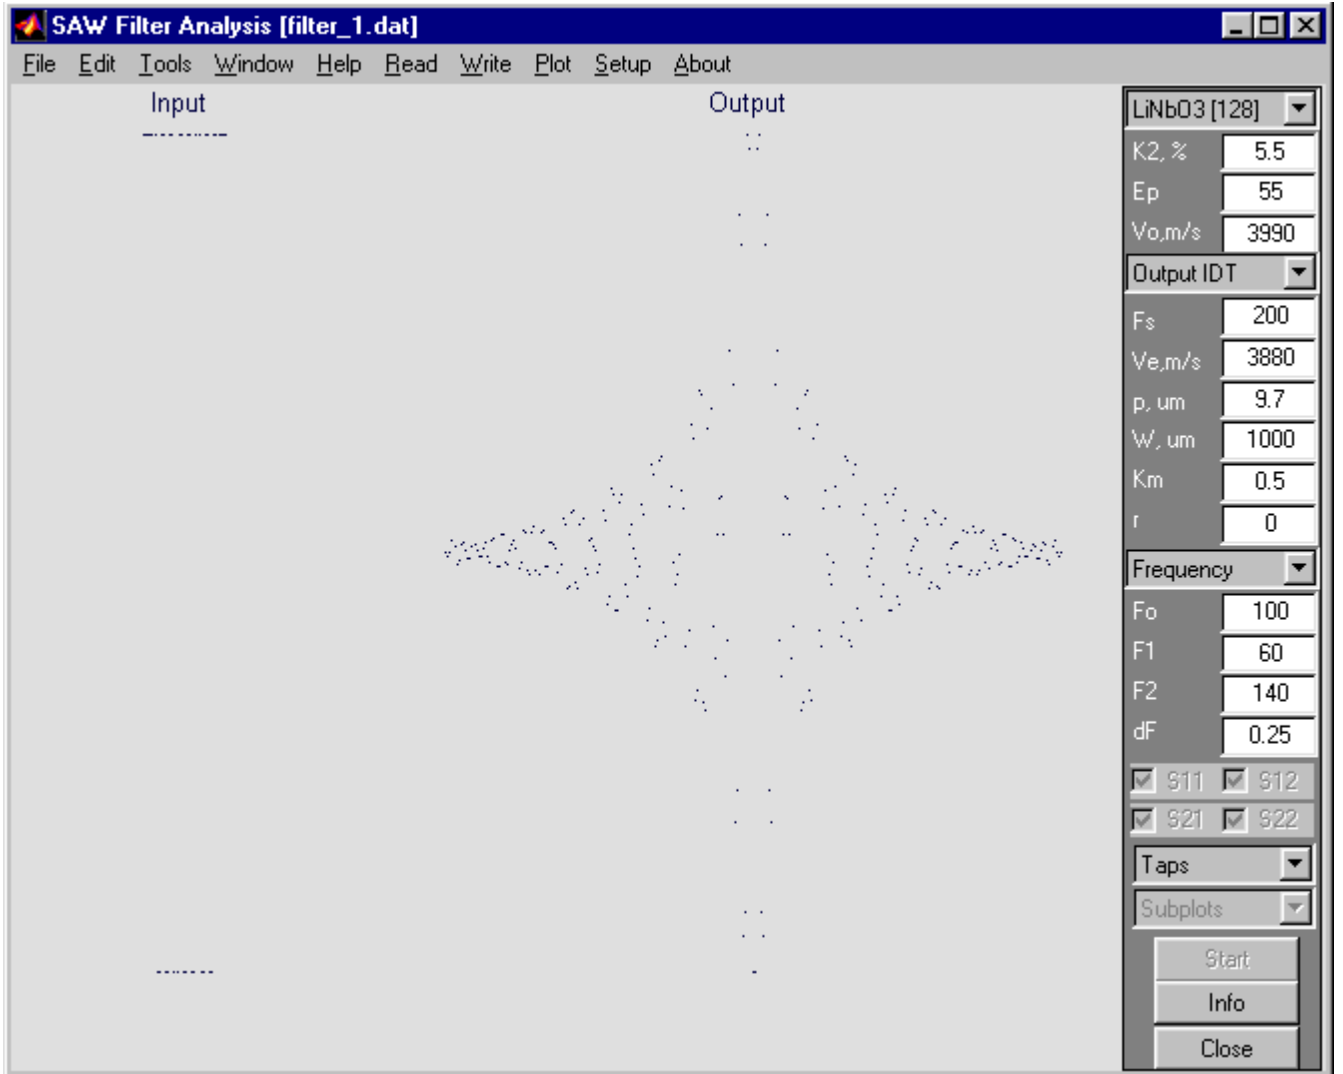 SAW Filter Analysis [filter_1.dat]
File Edit Tools Window Help Read Write Plot Setup About
Input Output
LiNbO3 [128]
K2, % 5.5
Ep 55
Vo,m/s 3990
Output IDT
Fs 200
Ve,m/s 3880
p, um 9.7
W, um 1000
Km 0.5
r 0
Frequency
Fo 100
F1 60
F2 140
dF 0.25
S11 S12
S21 S22
Taps
Subplots
Start
Info
Close